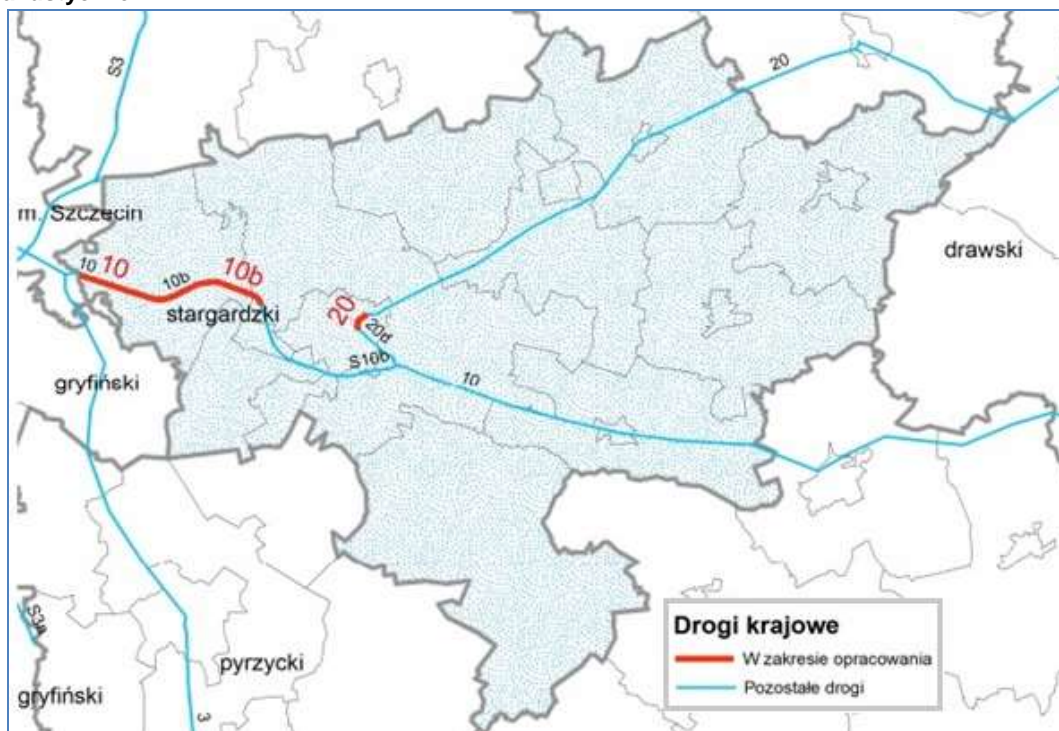 S3
20
m. Szczecin
drawski
10
10
10b
10b
stargardzki
20
20d
S10b
10
gryfiński
S3a
pyrzycki
gryfiński
3
Drogi krajowe
W zakresie opracowania
Pozostałe drogi